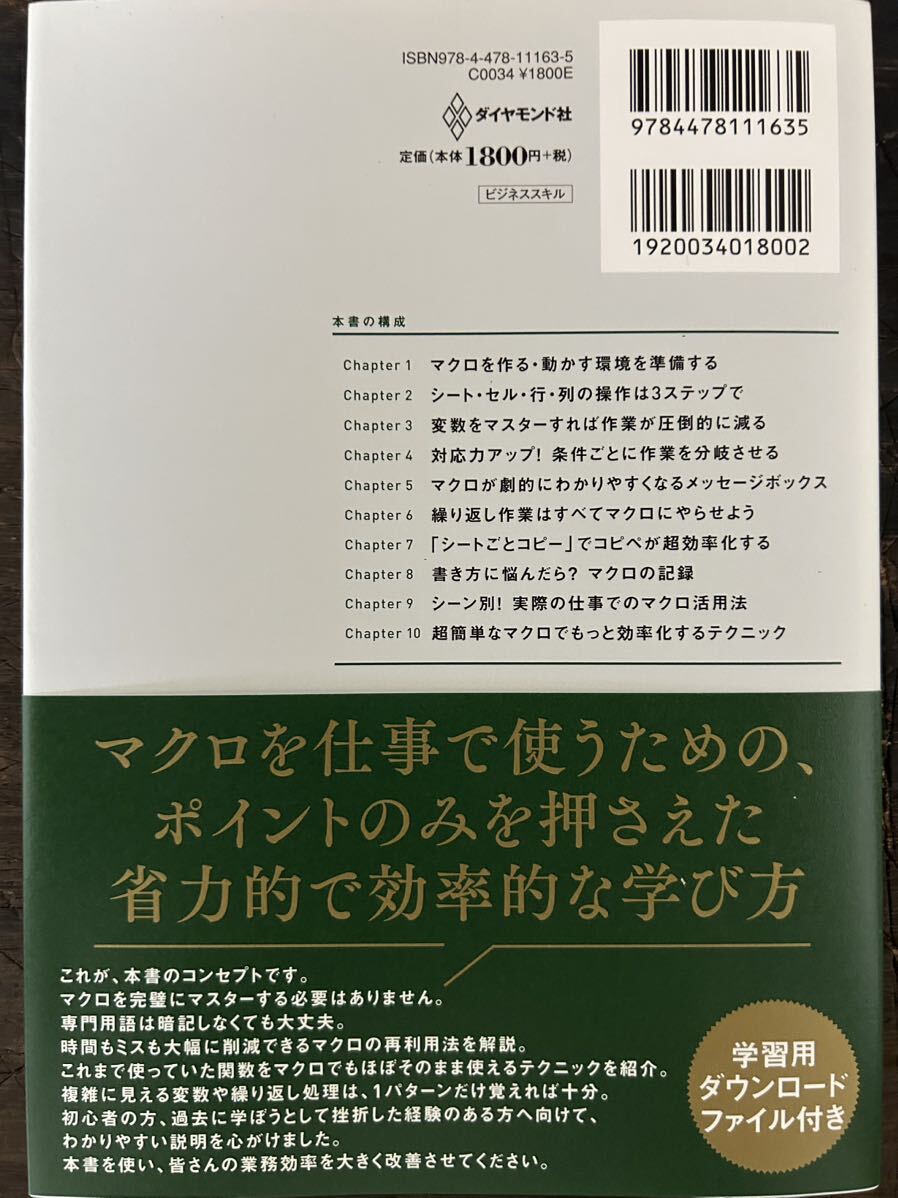 ISBN978-4-478-11163-5
C0034 ¥1800E
ダイヤモンド社
定価(本体1800円+税)
ビジネススキル
9784478111635
1920034018002
本書の構成
Chapter 1 マクロを作る・動かす環境を準備する
Chapter 2 シート・セル・行・列の操作は3ステップで
Chapter 3 変数をマスターすれば作業が圧倒的に減る
Chapter 4 対応力アップ! 条件ごとに作業を分岐させる
Chapter 5 マクロが劇的にわかりやすくなるメッセージボックス
Chapter 6 繰り返し作業はすべてマクロにやらせよう
Chapter 7 「シートごとコピー」でコピペが超効率化する
Chapter 8 書き方に悩んだら? マクロの記録
Chapter 9 シーン別! 実際の仕事でのマクロ活用法
Chapter 10 超簡単なマクロでもっと効率化するテクニック
マクロを仕事で使うための、
ポイントのみを押さえた
省力的で効率的な学び方
これが、本書のコンセプトです。
マクロを完璧にマスターする必要はありません。
専門用語は暗記しなくても大丈夫。
時間もミスも大幅に削減できるマクロの再利用法を解説。
これまで使っていた関数をマクロでもほぼそのまま使えるテクニックを紹介。
複雑に見える変数や繰り返し処理は、1パターンだけ覚えれば十分。
初心者の方、過去に学ぼうとして挫折した経験のある方へ向けて、
わかりやすい説明を心がけました。
本書を使い、皆さんの業務効率を大きく改善させてください。
学習用
ダウンロード
ファイル付き